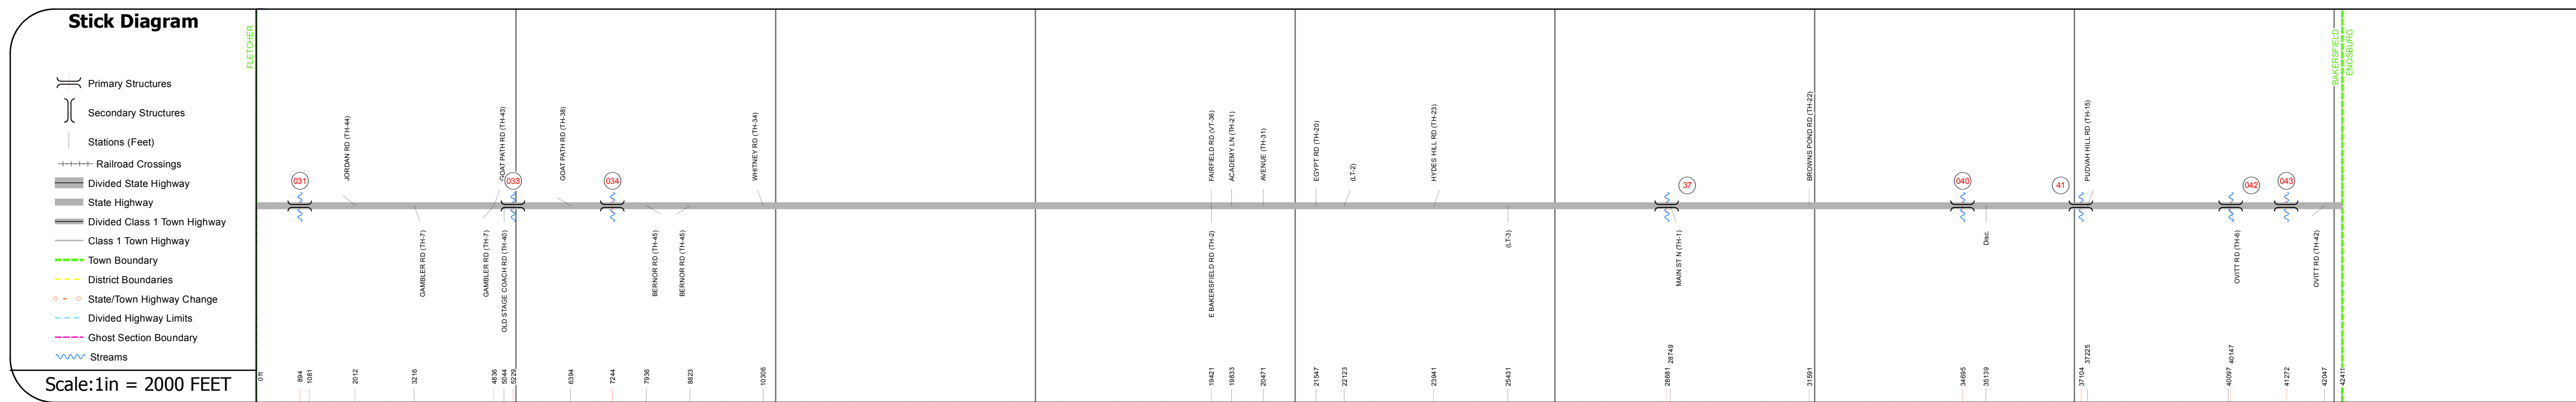 Stick Diagram
Primary Structures
Secondary Structures
Stations (Feet)
Railroad Crossings
Divided State Highway
State Highway
Divided Class 1 Town Highway
Class 1 Town Highway
Town Boundary
District Boundaries
State/Town Highway Change
Divided Highway Limits
Ghost Section Boundary
Streams
Scale:1in = 2000 FEET
FLETCHER
BAKERSFIELD
ENOSBURG
JORDAN RD (TH-44)
GOAT PATH RD (TH-43)
GOAT PATH RD (TH-38)
WHITNEY RD (TH-34)
FAIRFIELD RD (VT-36)
ACADEMY LN (TH-21)
AVENUE (TH-31)
EGYPT RD (TH-20)
(LT-2)
HYDES HILL RD (TH-23)
BROWNS POND RD (TH-22)
PUDVAH HILL RD (TH-15)
031
033
034
37
040
41
042
043
GAMBLER RD (TH-7)
GAMBLER RD (TH-7)
OLD STAGE COACH RD (TH-40)
BERNOR RD (TH-45)
BERNOR RD (TH-45)
E BAKERSFIELD RD (TH-2)
(LT-3)
MAIN ST N (TH-1)
Disc.
OVITT RD (TH-6)
OVITT RD (TH-42)
0 ft
894
1081
2012
3216
4836
5044
5229
6394
7244
7936
8823
10306
19421
19833
20471
21547
22123
23941
25431
28681
28749
31591
34695
35139
37104
37225
40097
40147
41272
42047
42411